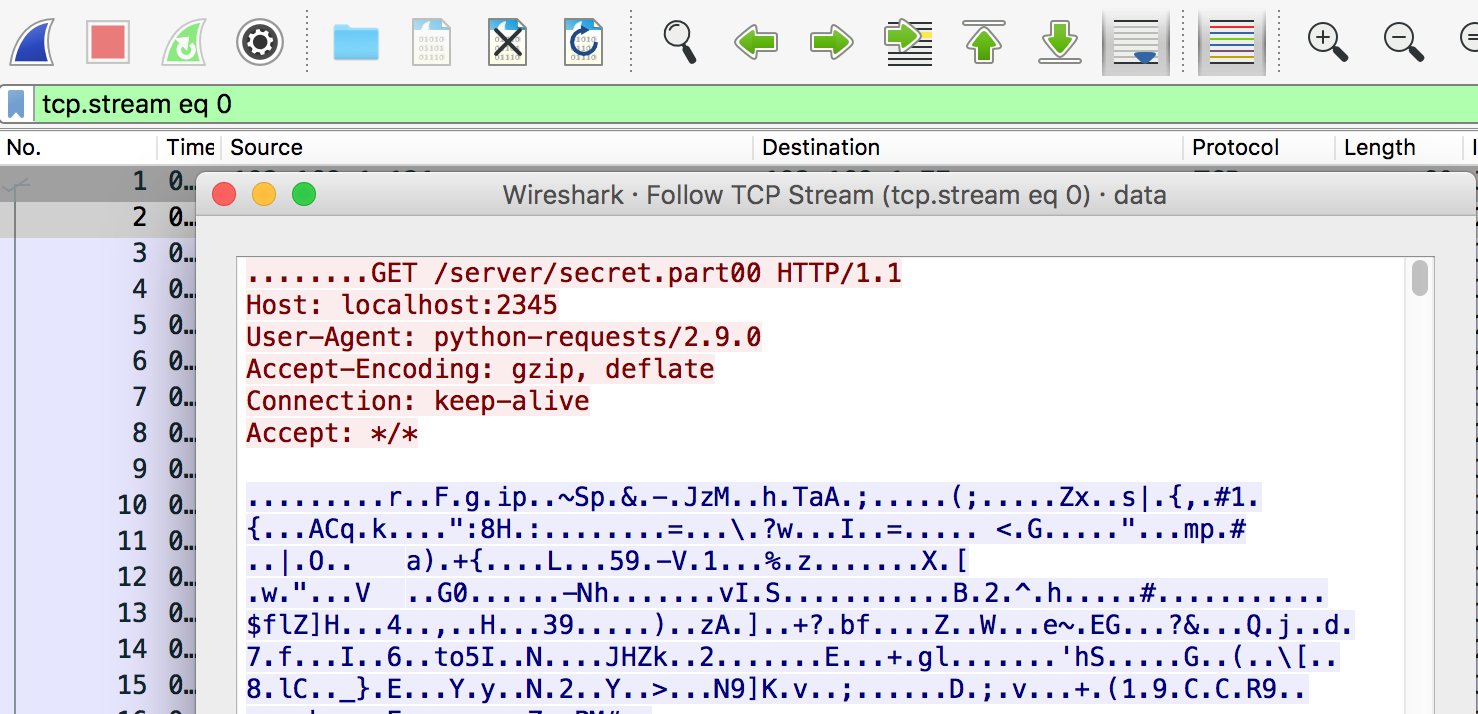 tcp.stream eq 0
No. Time Source Destination Protocol Length
1 0…
2 0…
3 0…
4 0…
5 0…
6 0…
7 0…
8 0…
9 0…
10 0…
11 0…
12 0…
13 0…
14 0…
15 0…
Wireshark · Follow TCP Stream (tcp.stream eq 0) · data
........GET /server/secret.part00 HTTP/1.1
Host: localhost:2345
User-Agent: python-requests/2.9.0
Accept-Encoding: gzip, deflate
Connection: keep-alive
Accept: */*
.........r..F.g.ip..~Sp.&.-.JzM..h.TaA.;.....(;.....Zx..s|.{,.#1.
{...ACq.k....":8H.:........=...\.?w...I..=..... <.G....."...mp.#
..|.O.. a).+{....L...59.-V.1...%.z.......X.[
.w."...V ..G0......-Nh.......vI.S...........B.2.^.h.....#...........
$flZ]H...4..,..H...39.....)..zA.]..+?.bf....Z..W...e~.EG...?&...Q.j..d.
7.f...I..6..to5I..N....JHZk..2.......E...+.gl.......'hS.....G..(..\[..
8.lC.._}.E...Y.y..N.2..Y..>...N9]K.v..;......D.;.v...+.(1.9.C.C.R9..